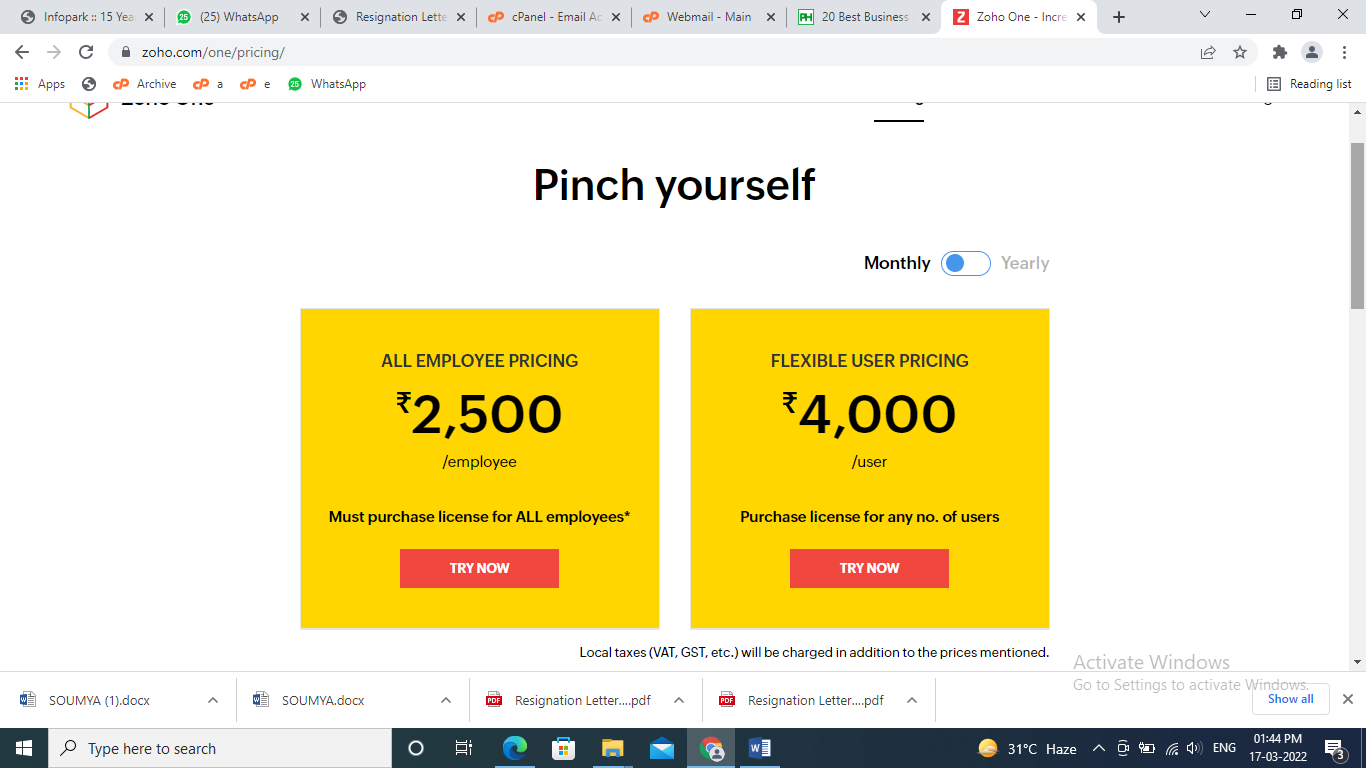 Infopark :: 15 Yea
(25) WhatsApp
Resignation Lette
cPanel - Email Ac
Webmail - Main
20 Best Business
Zoho One - Incre
zoho.com/one/pricing/
Apps
Archive
a
e
25
WhatsApp
Reading list
Zoho One
Pinch yourself
Monthly
Yearly
ALL EMPLOYEE PRICING
₹2,500
/employee
Must purchase license for ALL employees*
TRY NOW
FLEXIBLE USER PRICING
₹4,000
/user
Purchase license for any no. of users
TRY NOW
Local taxes (VAT, GST, etc.) will be charged in addition to the prices mentioned.
Activate Windows
Go to Settings to activate Windows.
SOUMYA (1).docx
SOUMYA.docx
PDF
Resignation Letter....pdf
PDF
Resignation Letter....pdf
Show all
Type here to search
31°C Haze
ENG
01:44 PM
17-03-2022
3